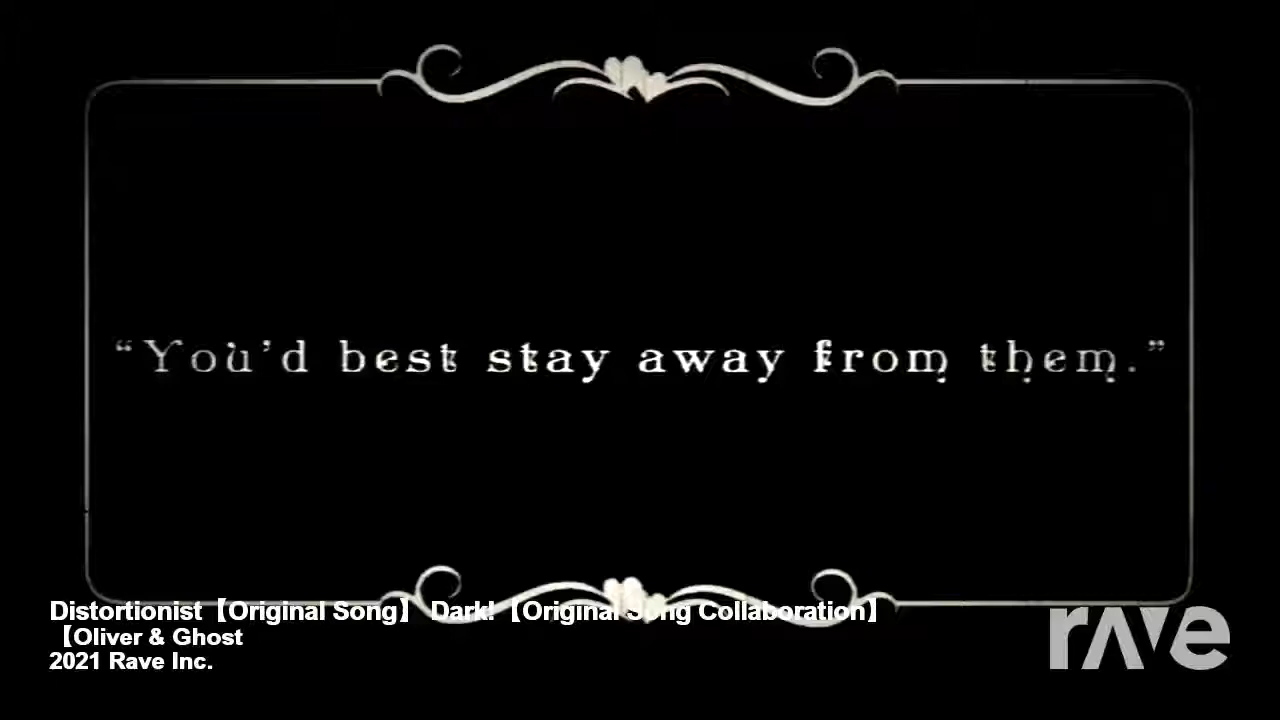 “You’d best stay away from them.”
Distortionist【Original Song】 Dark!【Original Song Collaboration】
【Oliver & Ghost
2021 Rave Inc.
rave